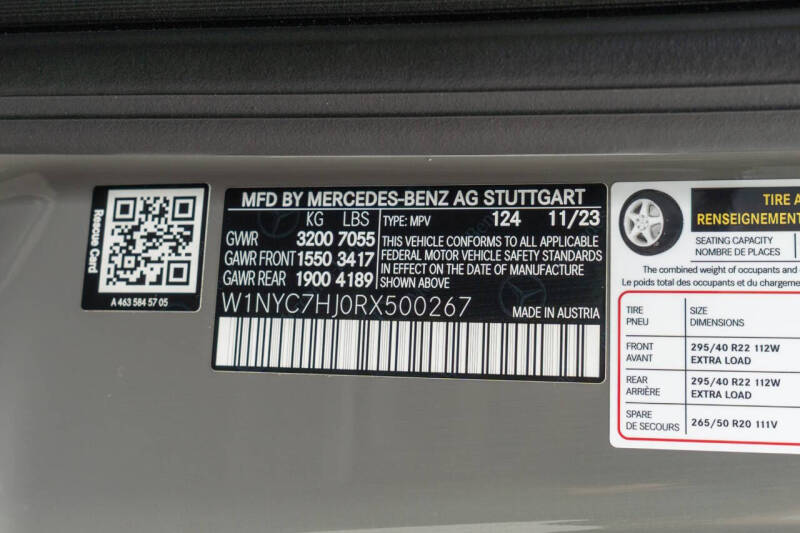 Rescue Card
A 463 584 57 05
MFD BY MERCEDES-BENZ AG STUTTGART
KG LBS
GVWR 3200 7055
GAWR FRONT 1550 3417
GAWR REAR 1900 4189
TYPE: MPV 124 11/23
THIS VEHICLE CONFORMS TO ALL APPLICABLE
FEDERAL MOTOR VEHICLE SAFETY STANDARDS
IN EFFECT ON THE DATE OF MANUFACTURE
SHOWN ABOVE
W1NYC7HJ0RX500267
MADE IN AUSTRIA
TIRE A
RENSEIGNEMENT
SEATING CAPACITY
NOMBRE DE PLACES
The combined weight of occupants and
Le poids total des occupants et du chargeme
TIRE SIZE
PNEU DIMENSIONS
FRONT 295/40 R22 112W
AVANT EXTRA LOAD
REAR 295/40 R22 112W
ARRIÈRE EXTRA LOAD
SPARE
DE SECOURS 265/50 R20 111V